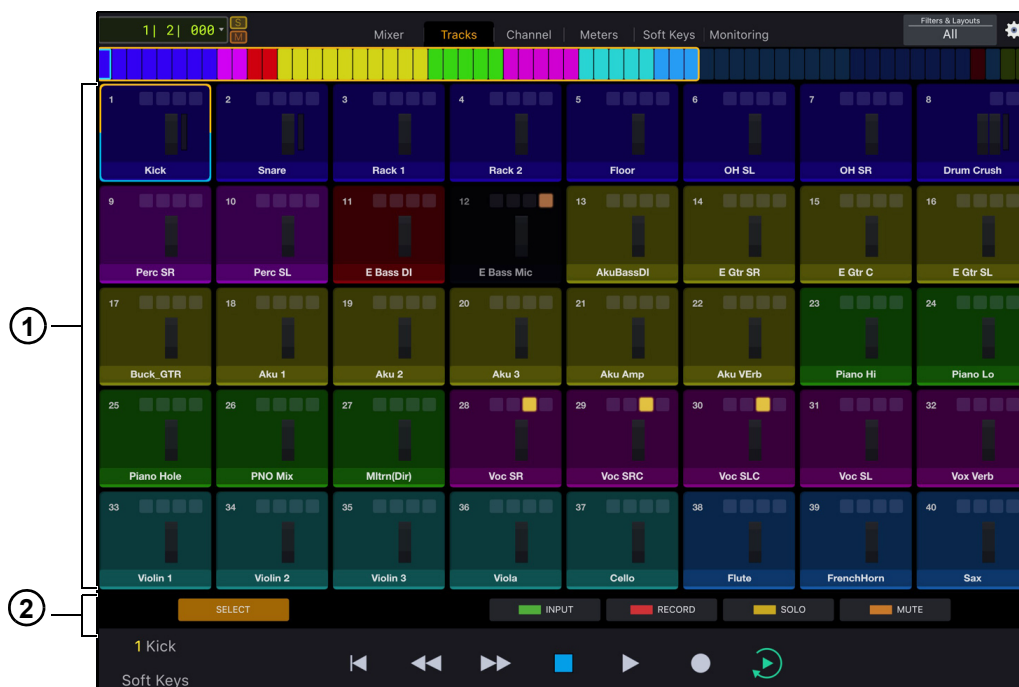 1| 2| 000 S M
Mixer Tracks Channel Meters Soft Keys Monitoring
Filters & Layouts
All
1
1 2 3 4 5 6 7 8
Kick Snare Rack 1 Rack 2 Floor OH SL OH SR Drum Crush
9 10 11 12 13 14 15 16
Perc SR Perc SL E Bass DI E Bass Mic AkuBassDI E Gtr SR E Gtr C E Gtr SL
17 18 19 20 21 22 23 24
Buck_GTR Aku 1 Aku 2 Aku 3 Aku Amp Aku VErb Piano Hi Piano Lo
25 26 27 28 29 30 31 32
Piano Hole PNO Mix Mltrn(Dir) Voc SR Voc SRC Voc SLC Voc SL Vox Verb
33 34 35 36 37 38 39 40
Violin 1 Violin 2 Violin 3 Viola Cello Flute FrenchHorn Sax
2
SELECT INPUT RECORD SOLO MUTE
1 Kick
Soft Keys